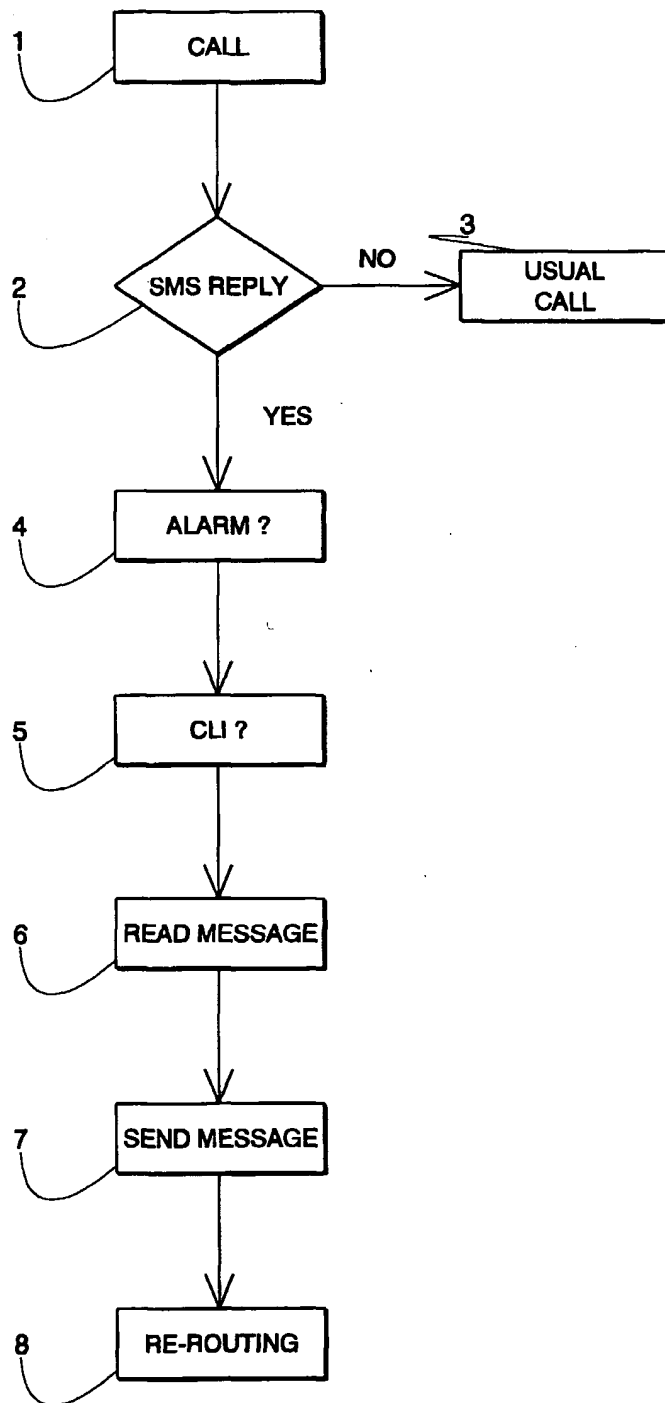 1
CALL
2
SMS REPLY
NO
3
USUAL
CALL
YES
4
ALARM ?
5
CLI ?
6
READ MESSAGE
7
SEND MESSAGE
8
RE-ROUTING